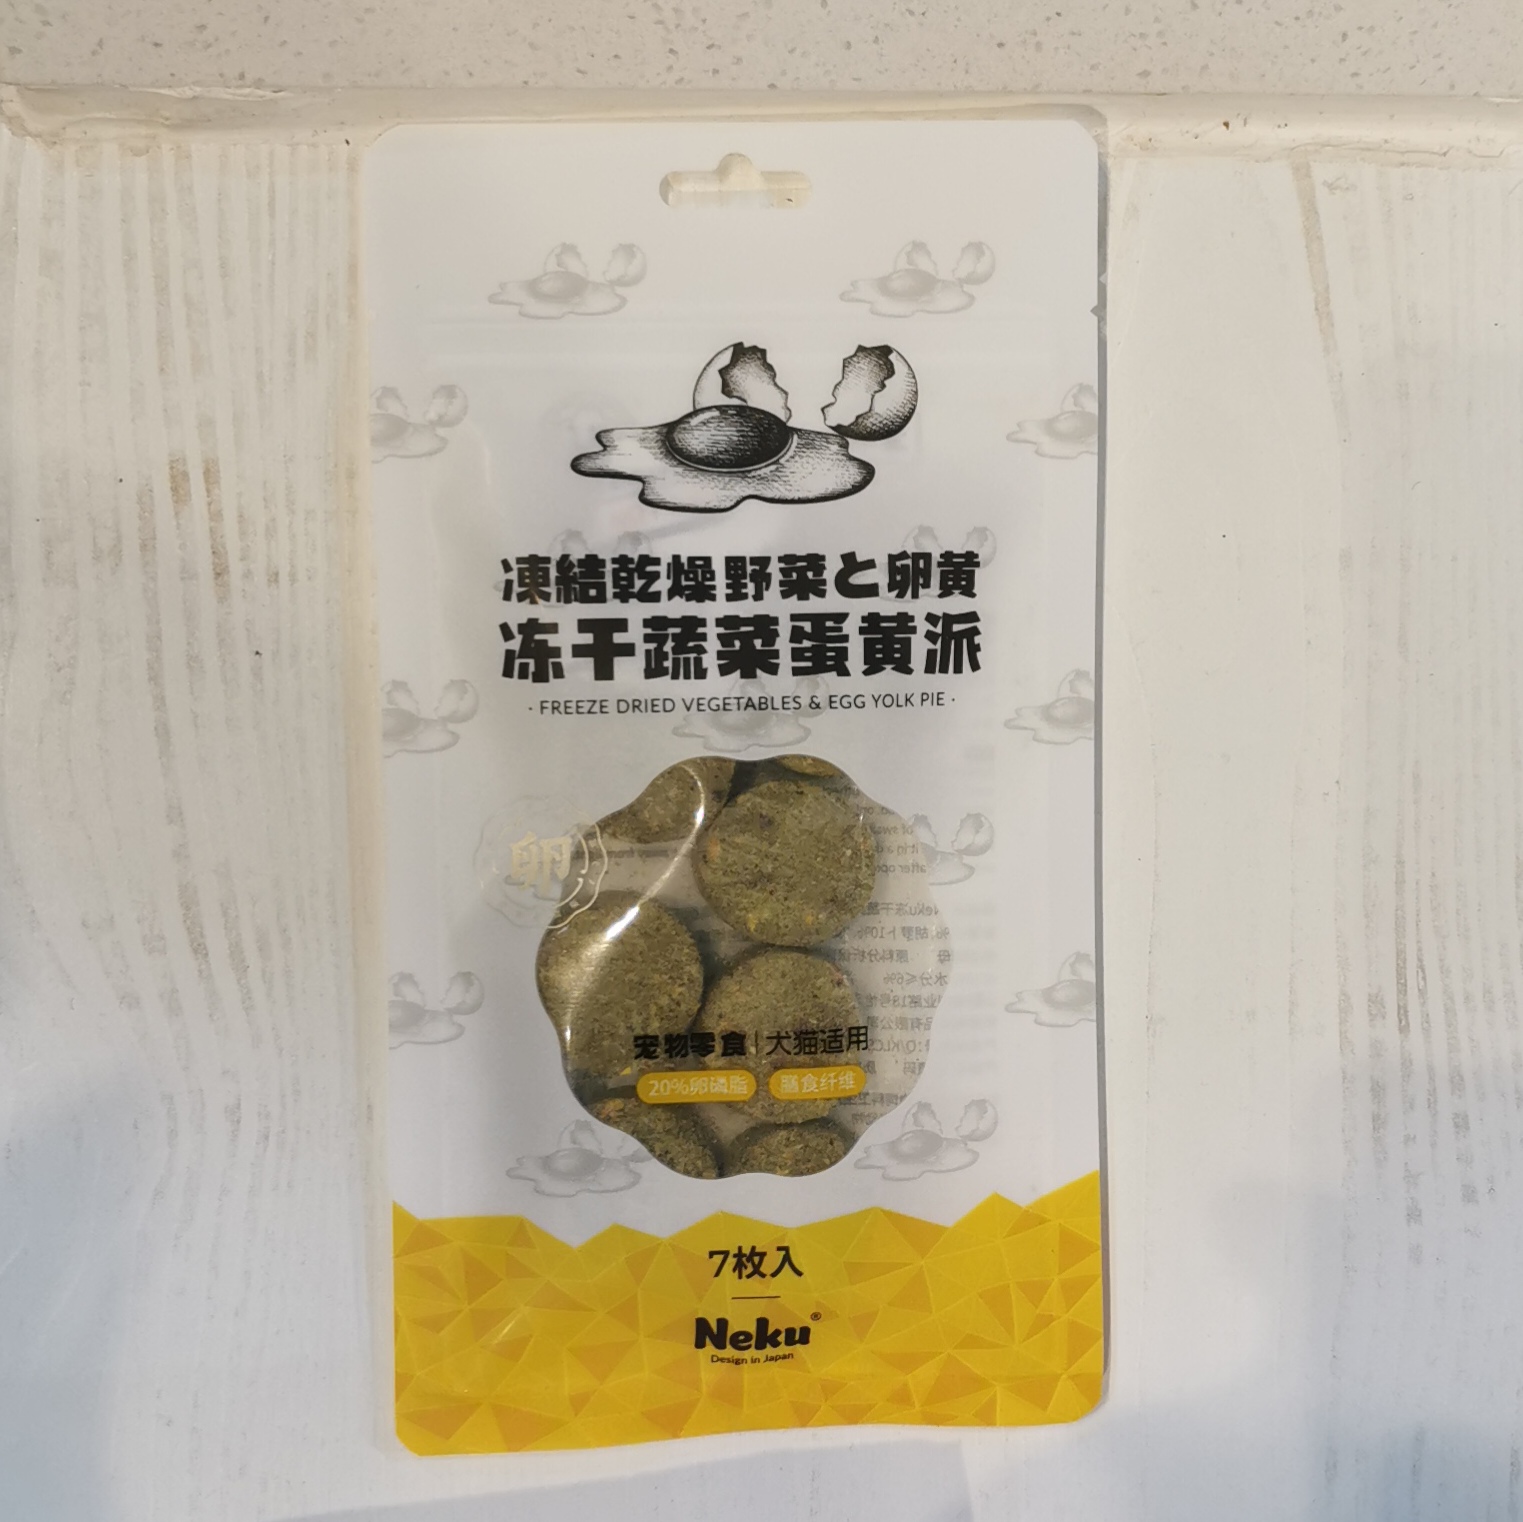 凍結乾燥野菜と卵黄
冻干蔬菜蛋黄派
· FREEZE DRIED VEGETABLES & EGG YOLK PIE ·
卵
宠物零食 | 犬猫适用
20%卵磷脂 膳食纤维
7枚入
Neku®
Design in Japan